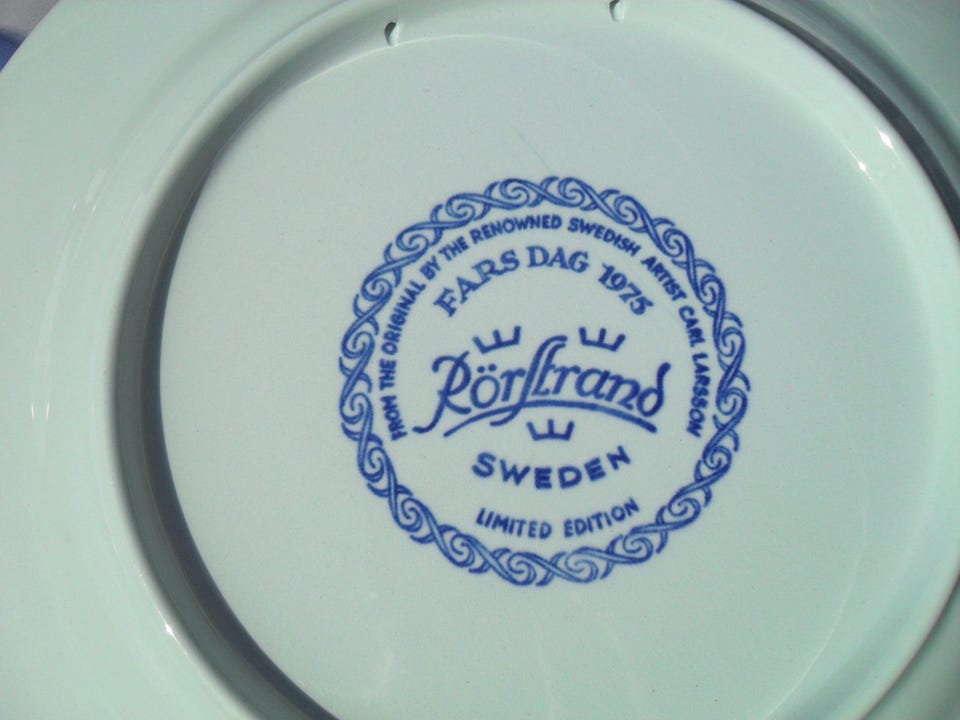 FROM THE ORIGINAL BY THE RENOWNED SWEDISH ARTIST CARL LARSSON
FARS DAG 1975
Rörstrand
SWEDEN
LIMITED EDITION